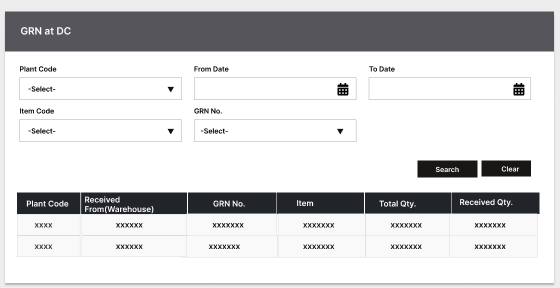 GRN at DC
Plant Code From Date To Date
-Select-
Item Code GRN No.
-Select- -Select-
Search Clear
Plant Code Received From(Warehouse) GRN No. Item Total Qty. Received Qty.
xxxx xxxxxx xxxxxxx xxxxxxx xxxxxxx xxxxxxx
xxxx xxxxxx xxxxxxx xxxxxxx xxxxxxx xxxxxxx